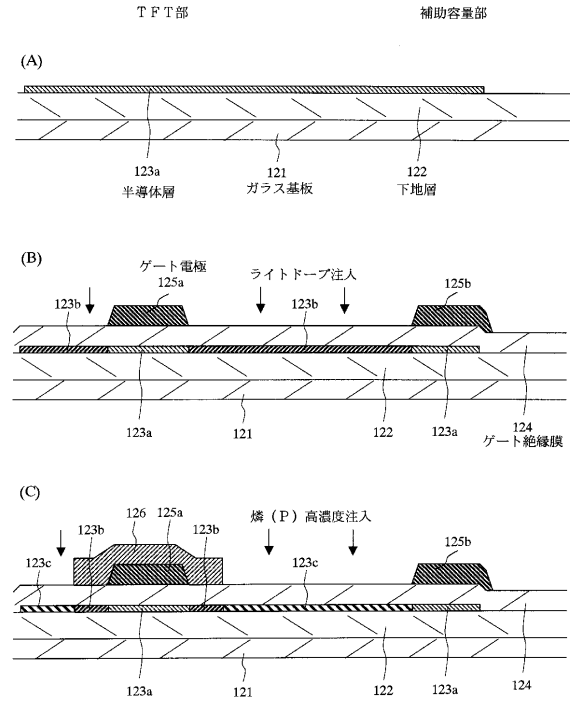 ＴＦＴ部 補助容量部
(A)
123a 121 122
半導体層 ガラス基板 下地層
(B)
ゲート電極 ライトドープ注入
123b 125a 123b 125b
123a 121 122 123a 124
ゲート絶縁膜
(C)
126 125a 123b 燐（Ｐ）高濃度注入
123b 123c 125b
123c
123a 121 122 123a 124